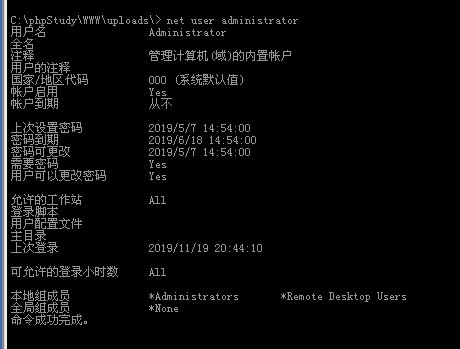 C:\phpStudy\WWW\uploads\> net user administrator
用户名 Administrator
全名
注释 管理计算机(域)的内置帐户
用户的注释
国家/地区代码 000 (系统默认值)
帐户启用 Yes
帐户到期 从不
上次设置密码 2019/5/7 14:54:00
密码到期 2019/6/18 14:54:00
密码可更改 2019/5/7 14:54:00
需要密码 Yes
用户可以更改密码 Yes
允许的工作站 All
登录脚本
用户配置文件
主目录
上次登录 2019/11/19 20:44:10
可允许的登录小时数 All
本地组成员 *Administrators *Remote Desktop Users
全局组成员 *None
命令成功完成。